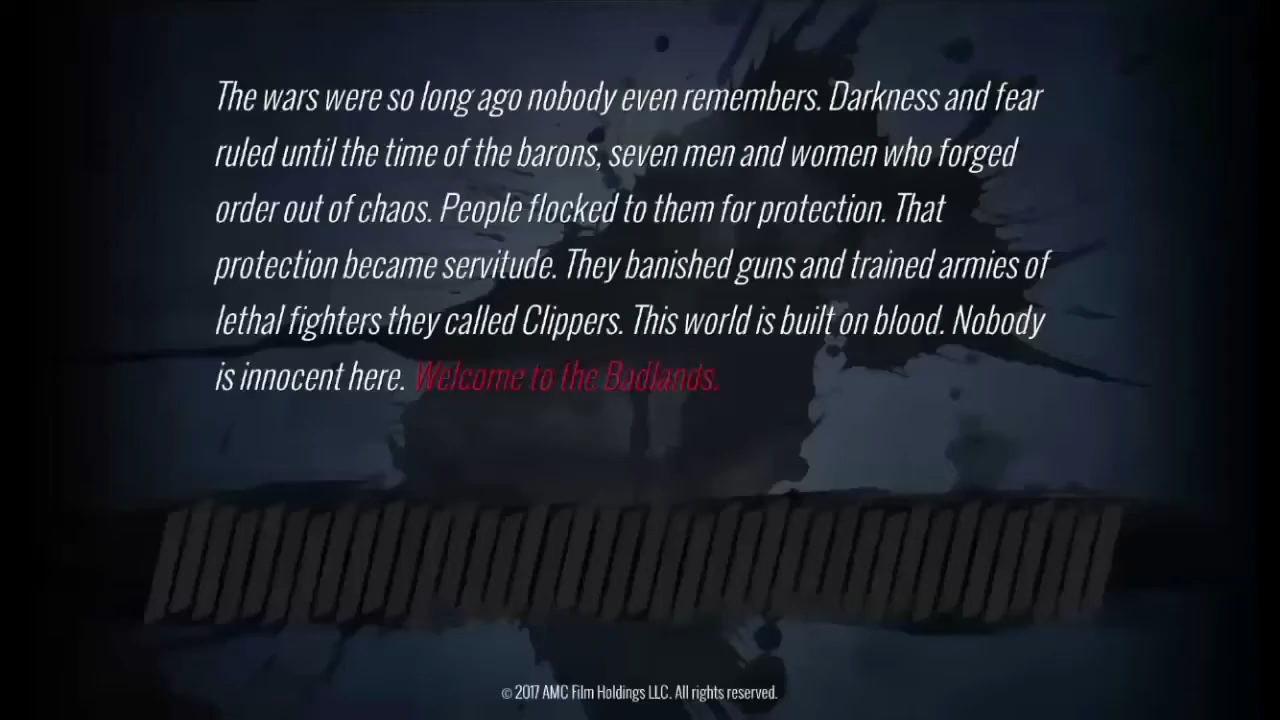 The wars were so long ago nobody even remembers. Darkness and fear
ruled until the time of the barons, seven men and women who forged
order out of chaos. People flocked to them for protection. That
protection became servitude. They banished guns and trained armies of
lethal fighters they called Clippers. This world is built on blood. Nobody
is innocent here. Welcome to the Badlands.
© 2017 AMC Film Holdings LLC. All rights reserved.